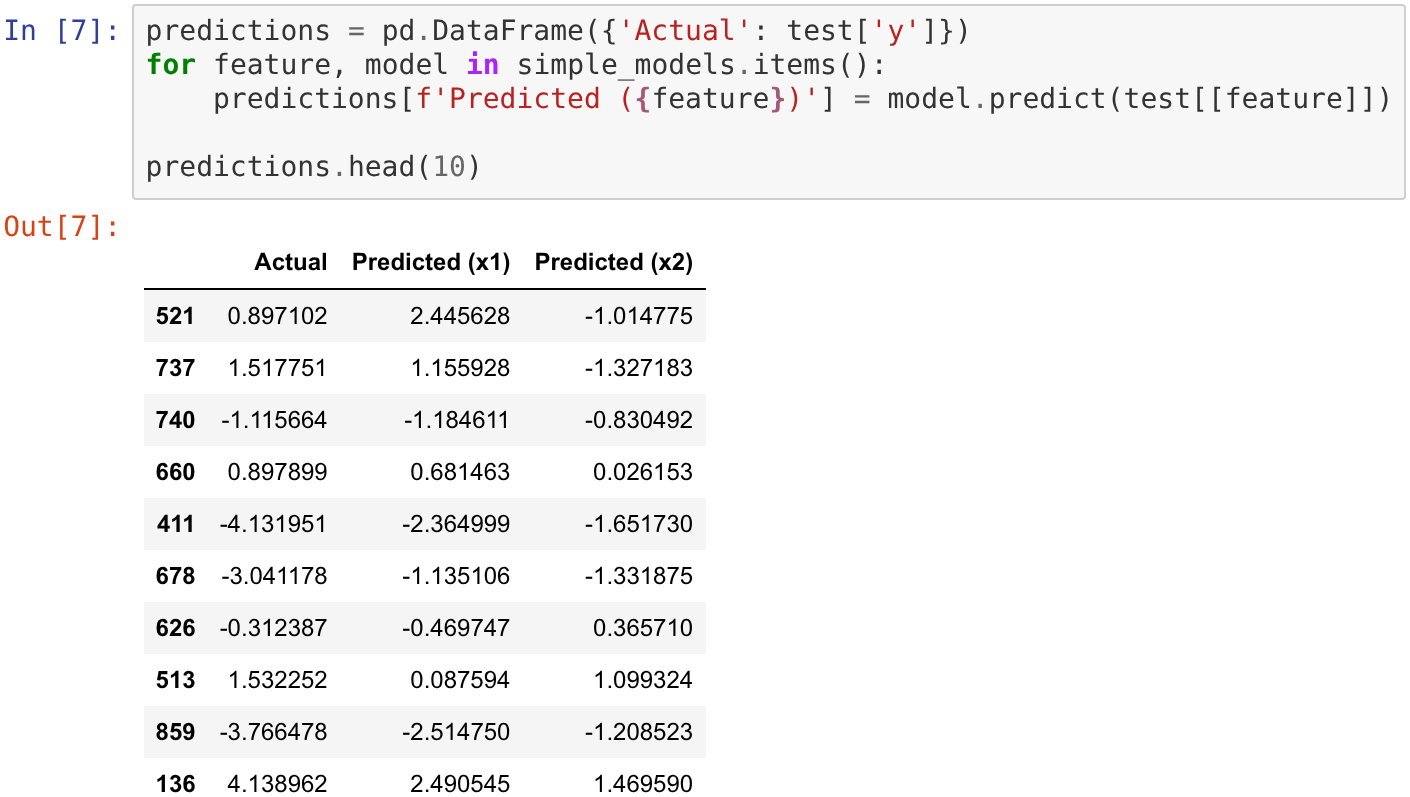 In [7]: predictions = pd.DataFrame({'Actual': test['y']})
for feature, model in simple_models.items():
    predictions[f'Predicted ({feature})'] = model.predict(test[[feature]])
predictions.head(10)
Out[7]:
Actual Predicted (x1) Predicted (x2)
521 0.897102 2.445628 -1.014775
737 1.517751 1.155928 -1.327183
740 -1.115664 -1.184611 -0.830492
660 0.897899 0.681463 0.026153
411 -4.131951 -2.364999 -1.651730
678 -3.041178 -1.135106 -1.331875
626 -0.312387 -0.469747 0.365710
513 1.532252 0.087594 1.099324
859 -3.766478 -2.514750 -1.208523
136 4.138962 2.490545 1.469590